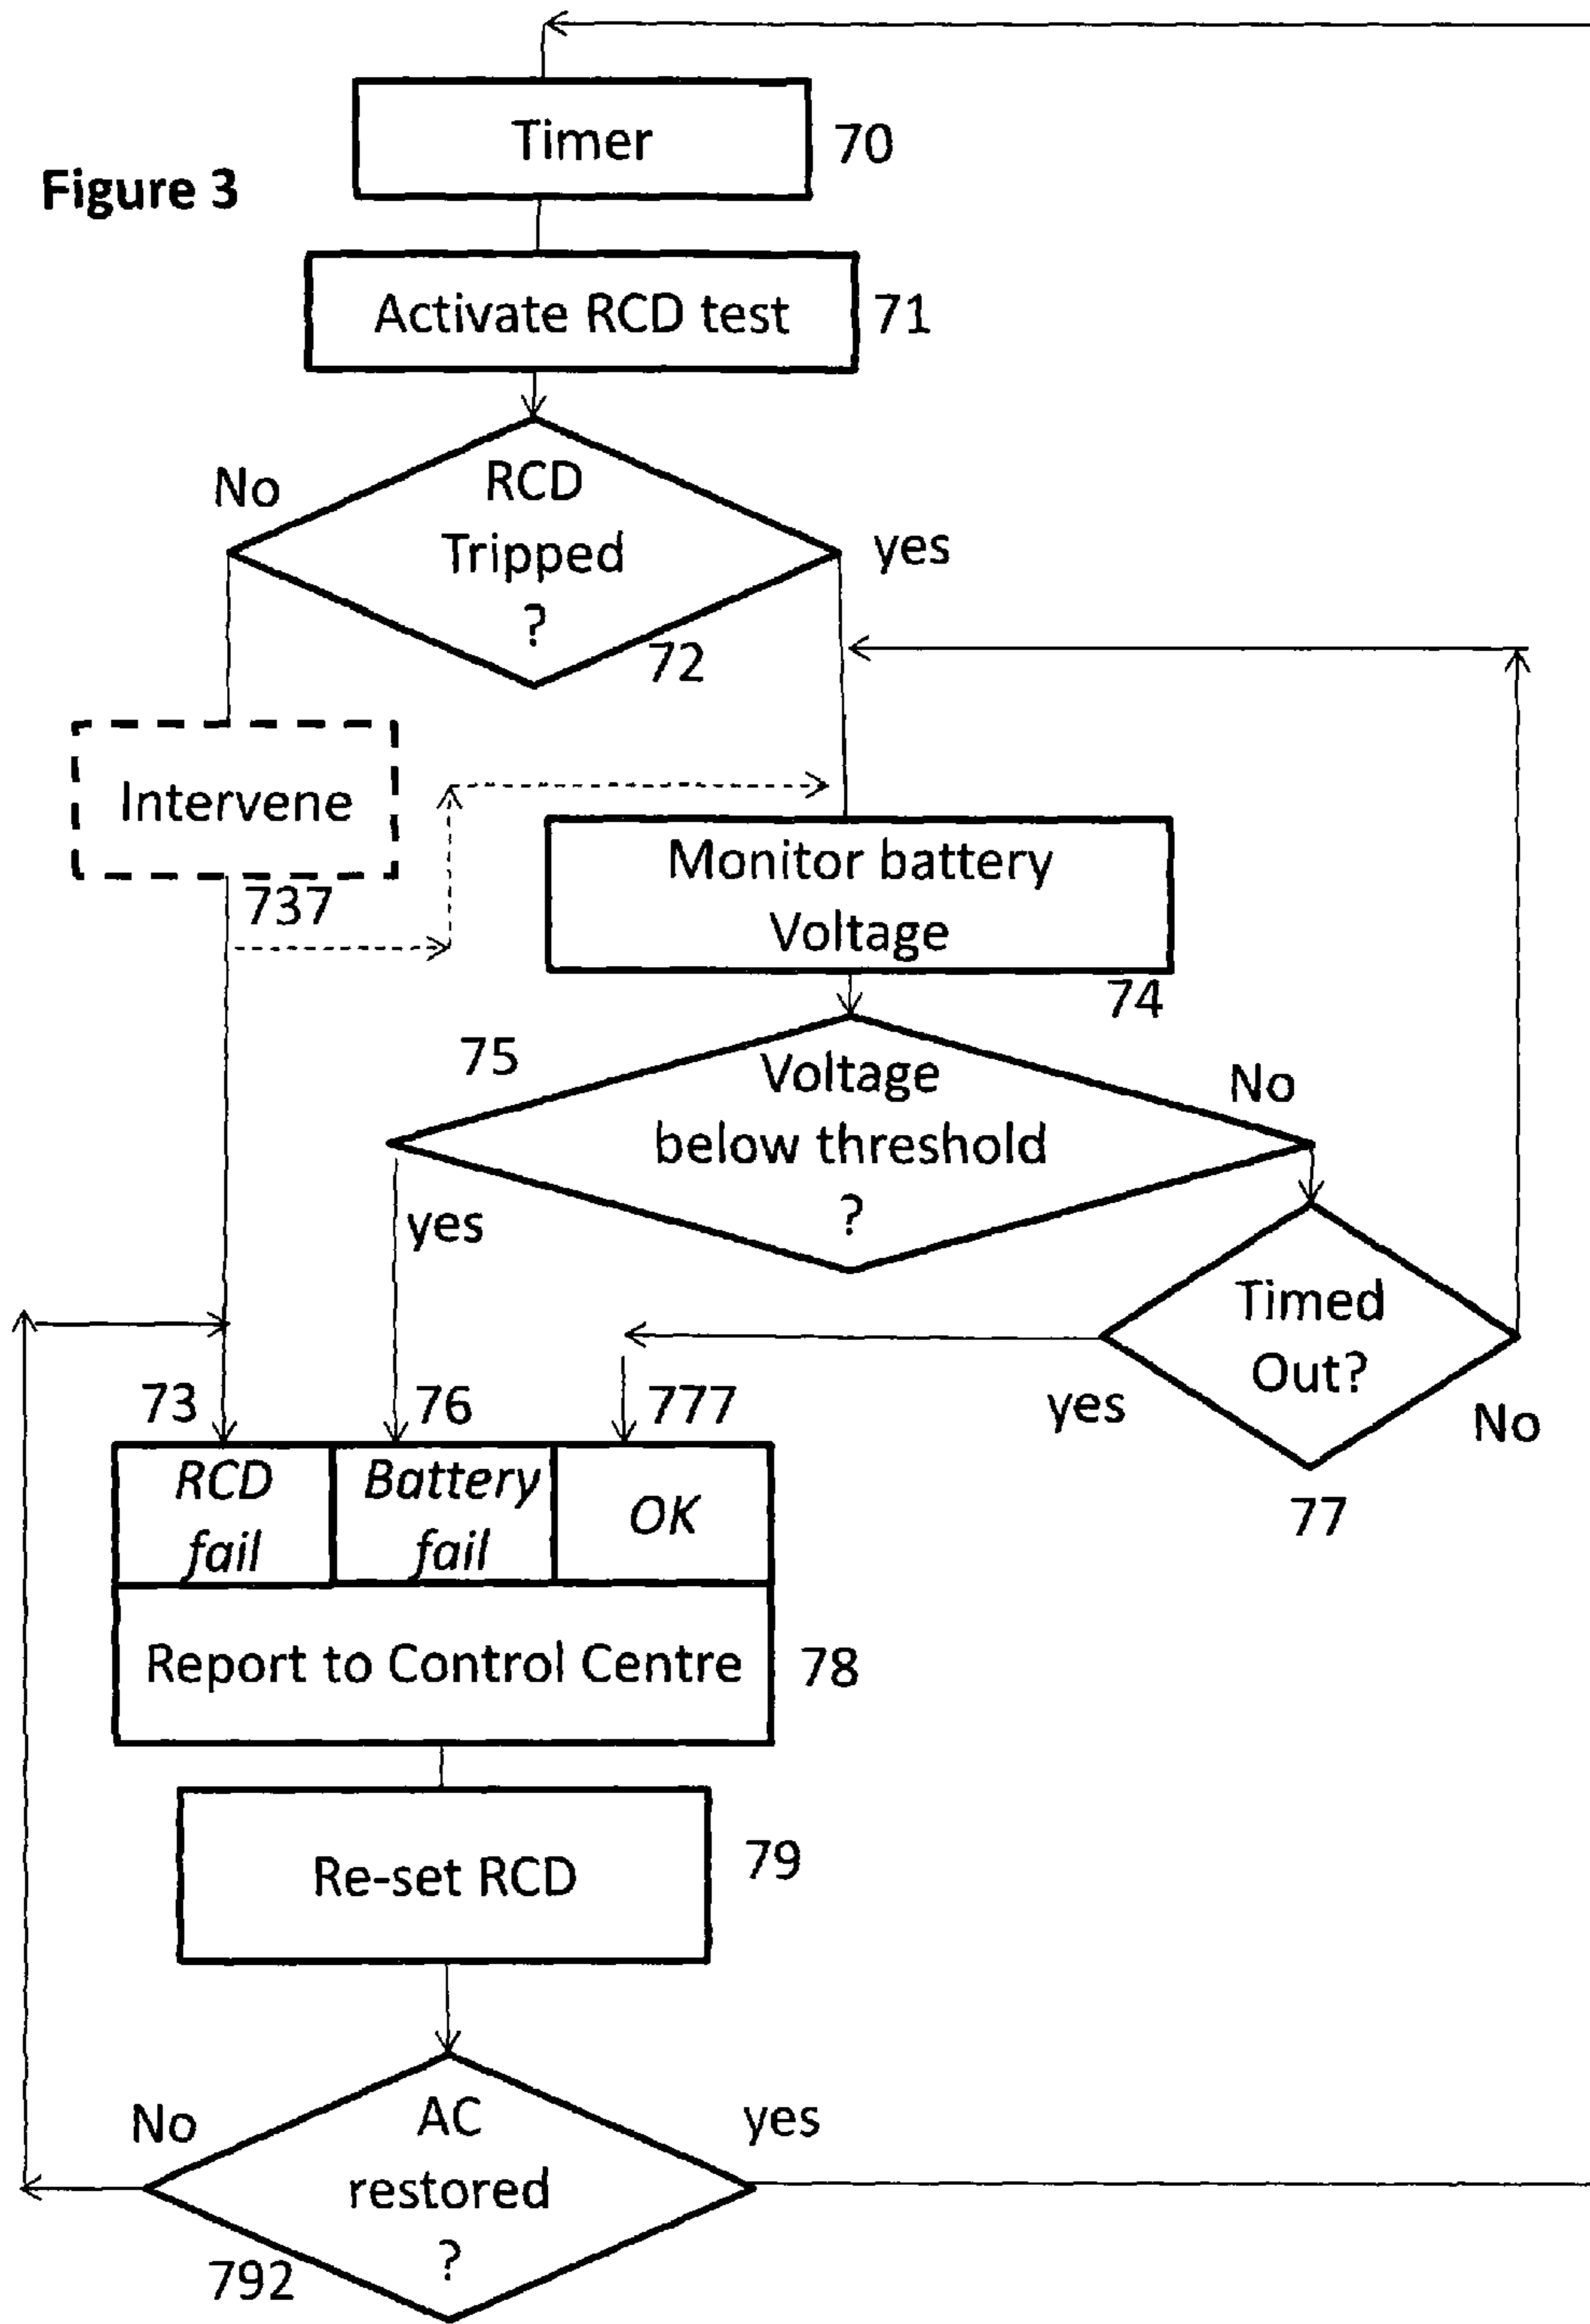 Timer
70
Figure 3
Activate RCD test
71
No
RCD
Tripped
?
yes
72
Intervene
737
Monitor battery
Voltage
74
75
Voltage
below threshold
?
No
yes
Timed
Out?
yes
No
77
73
76
777
RCD
fail
Battery
fail
OK
Report to Control Centre
78
Re-set RCD
79
No
AC
restored
?
yes
792